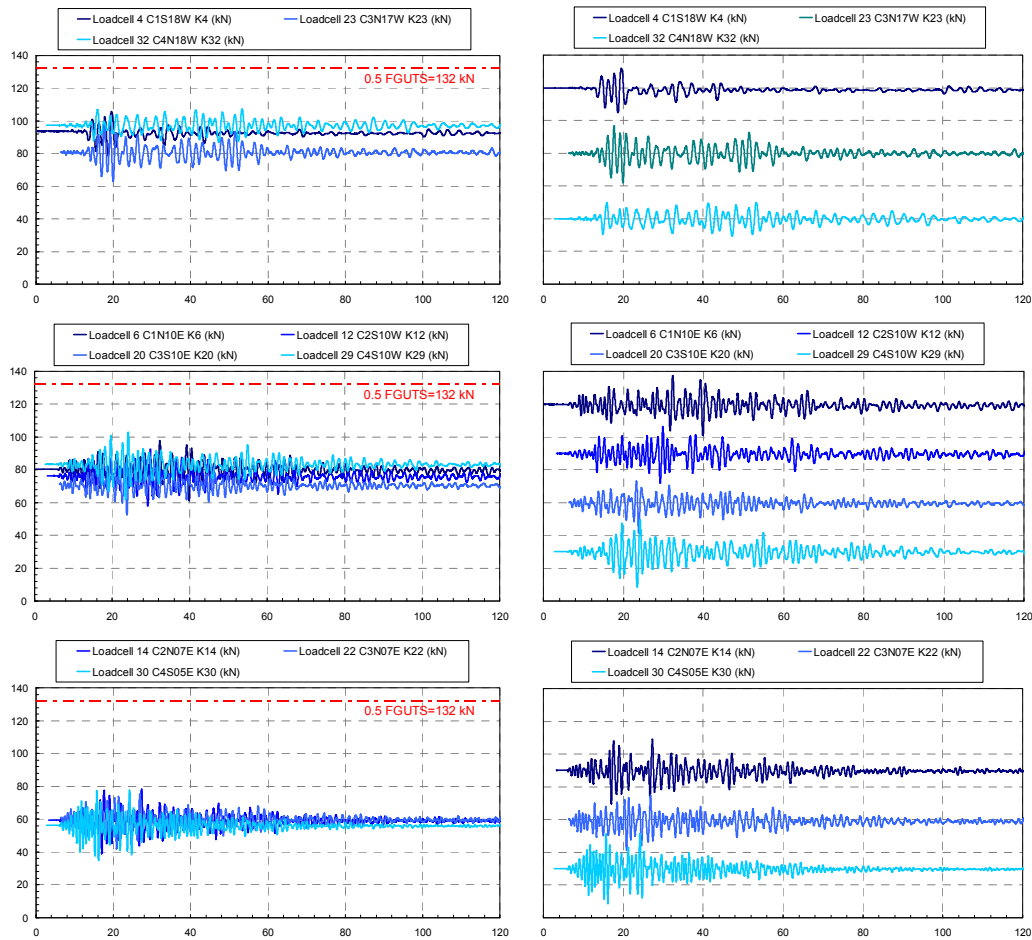 Loadcell 4 C1S18W K4 (kN) Loadcell 23 C3N17W K23 (kN)
Loadcell 32 C4N18W K32 (kN)
140
120
100
80
60
40
20
0
0.5 FGUTS=132 kN
0 20 40 60 80 100 120
Loadcell 4 C1S18W K4 (kN) Loadcell 23 C3N17W K23 (kN)
Loadcell 32 C4N18W K32 (kN)
0 20 40 60 80 100 120
Loadcell 6 C1N10E K6 (kN) Loadcell 12 C2S10W K12 (kN)
Loadcell 20 C3S10E K20 (kN) Loadcell 29 C4S10W K29 (kN)
140
120
100
80
60
40
20
0
0.5 FGUTS=132 kN
0 20 40 60 80 100 120
Loadcell 6 C1N10E K6 (kN) Loadcell 12 C2S10W K12 (kN)
Loadcell 20 C3S10E K20 (kN) Loadcell 29 C4S10W K29 (kN)
0 20 40 60 80 100 120
Loadcell 14 C2N07E K14 (kN) Loadcell 22 C3N07E K22 (kN)
Loadcell 30 C4S05E K30 (kN)
140
120
100
80
60
40
20
0
0.5 FGUTS=132 kN
0 20 40 60 80 100 120
Loadcell 14 C2N07E K14 (kN) Loadcell 22 C3N07E K22 (kN)
Loadcell 30 C4S05E K30 (kN)
0 20 40 60 80 100 120